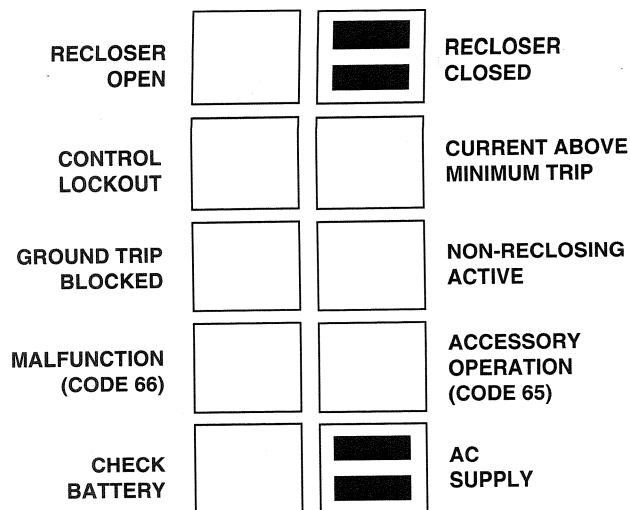 RECLOSER
OPEN
RECLOSER
CLOSED
CONTROL
LOCKOUT
CURRENT ABOVE
MINIMUM TRIP
GROUND TRIP
BLOCKED
NON-RECLOSING
ACTIVE
MALFUNCTION
(CODE 66)
ACCESSORY
OPERATION
(CODE 65)
CHECK
BATTERY
AC
SUPPLY